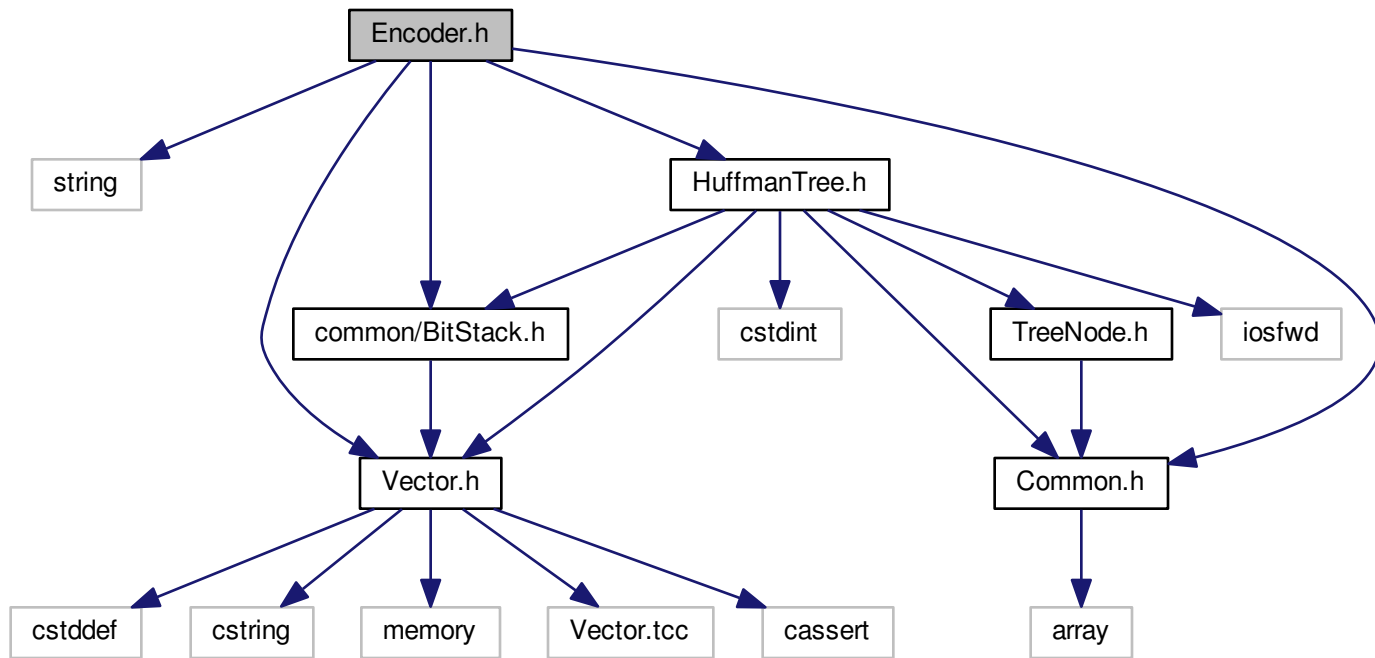 Encoder.h
string
HuffmanTree.h
common/BitStack.h
cstdint
TreeNode.h
iosfwd
Vector.h
Common.h
cstddef
cstring
memory
Vector.tcc
cassert
array